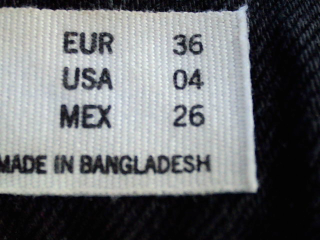 EUR 36
USA 04
MEX 26
MADE IN BANGLADESH